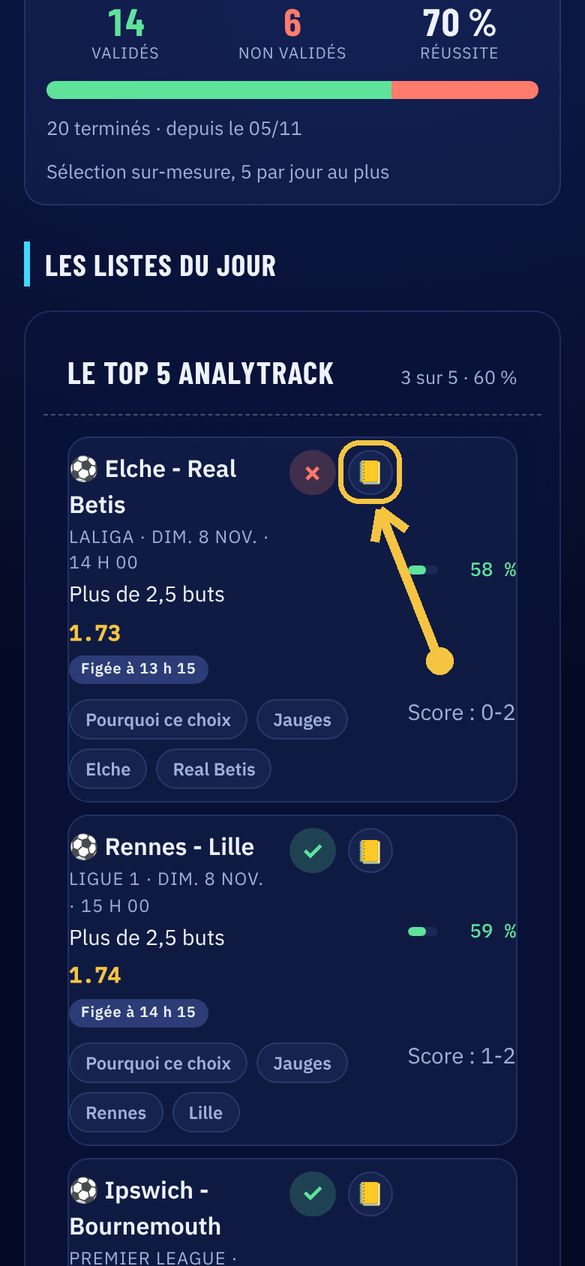 14 6 70 %
VALIDÉS NON VALIDÉS RÉUSSITE
20 terminés · depuis le 05/11
Sélection sur-mesure, 5 par jour au plus
LES LISTES DU JOUR
LE TOP 5 ANALYTRACK 3 sur 5 · 60 %
Elche - Real
Betis
LALIGA · DIM. 8 NOV. ·
14 H 00
58 %
Plus de 2,5 buts
1.73
Figée à 13 h 15
Pourquoi ce choix Jauges
Score : 0-2
Elche Real Betis
Rennes - Lille
LIGUE 1 · DIM. 8 NOV.
· 15 H 00
59 %
Plus de 2,5 buts
1.74
Figée à 14 h 15
Pourquoi ce choix Jauges
Score : 1-2
Rennes Lille
Ipswich -
Bournemouth
PREMIER LEAGUE ·